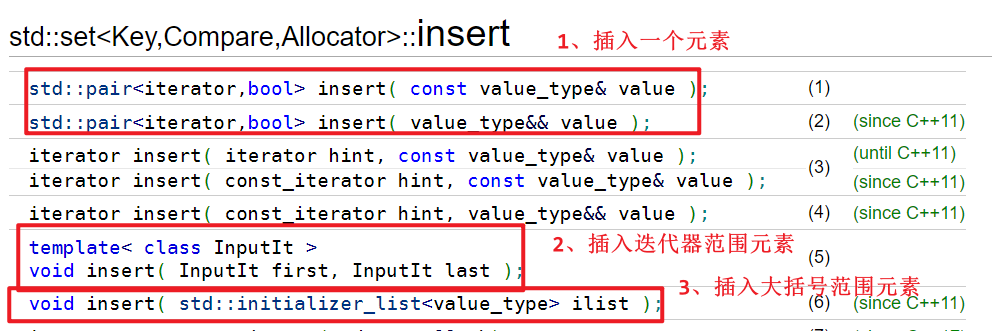 std::set<Key,Compare,Allocator>::insert
1、插入一个元素
std::pair<iterator,bool> insert( const value_type& value ); (1)
std::pair<iterator,bool> insert( value_type&& value ); (2) (since C++11)
iterator insert( iterator hint, const value_type& value ); (3) (until C++11)
iterator insert( const_iterator hint, const value_type& value ); (since C++11)
iterator insert( const_iterator hint, value_type&& value ); (4) (since C++11)
template< class InputIt >
2、插入迭代器范围元素
void insert( InputIt first, InputIt last ); (5)
3、插入大括号范围元素
void insert( std::initializer_list<value_type> ilist ); (6) (since C++11)